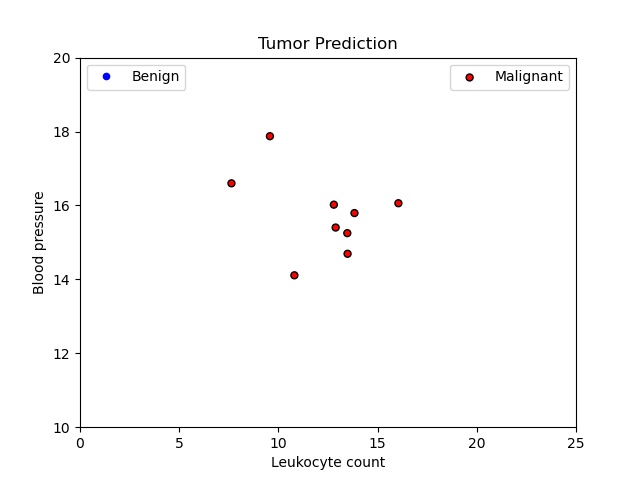 Tumor Prediction
Benign
Malignant
Blood pressure
20
18
16
14
12
10
0 5 10 15 20 25
Leukocyte count